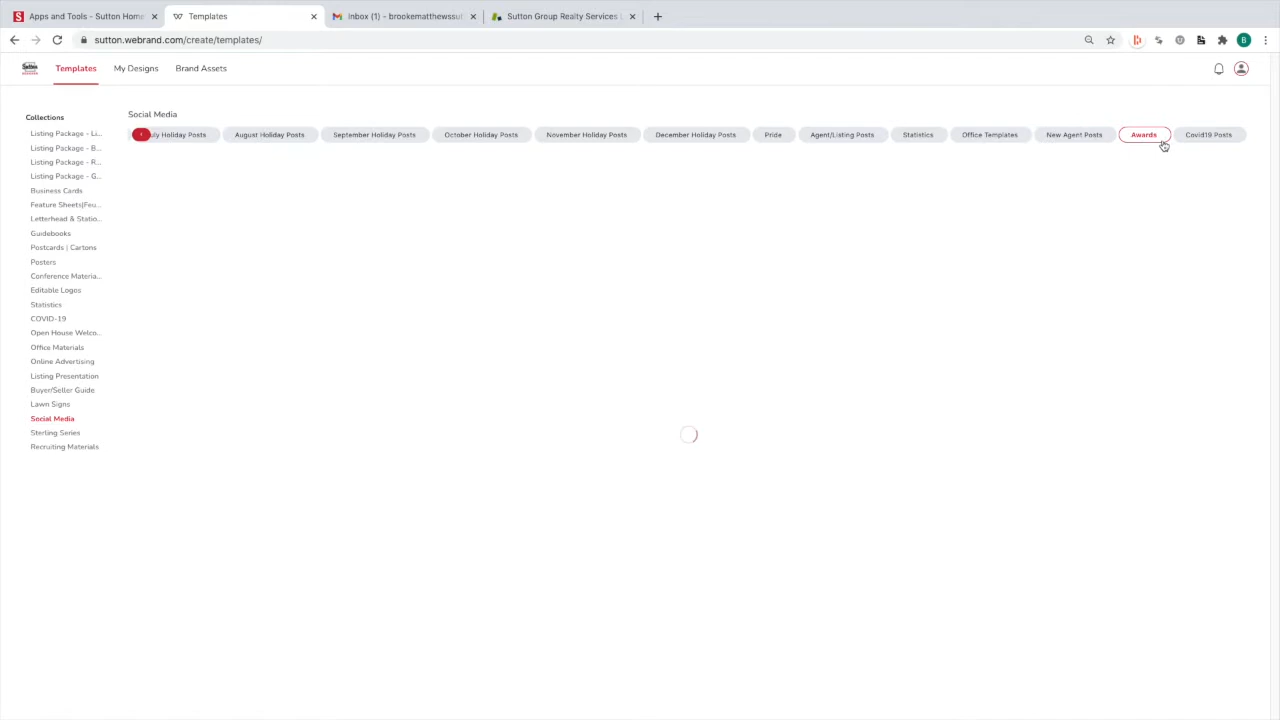 Apps and Tools - Sutton Home
Templates
Inbox (1) - brookematthewssut
Sutton Group Realty Services L
sutton.webrand.com/create/templates/
B
Sutton
Templates
My Designs
Brand Assets
Collections
Social Media
Listing Package - Li...
Listing Package - B...
Listing Package - R...
Listing Package - G...
Business Cards
Feature Sheets|Feu...
Letterhead & Statio...
Guidebooks
Postcards | Cartons
Posters
Conference Materia...
Editable Logos
Statistics
COVID-19
Open House Welco...
Office Materials
Online Advertising
Listing Presentation
Buyer/Seller Guide
Lawn Signs
Social Media
Sterling Series
Recruiting Materials
uly Holiday Posts
August Holiday Posts
September Holiday Posts
October Holiday Posts
November Holiday Posts
December Holiday Posts
Pride
Agent/Listing Posts
Statistics
Office Templates
New Agent Posts
Awards
Covid19 Posts